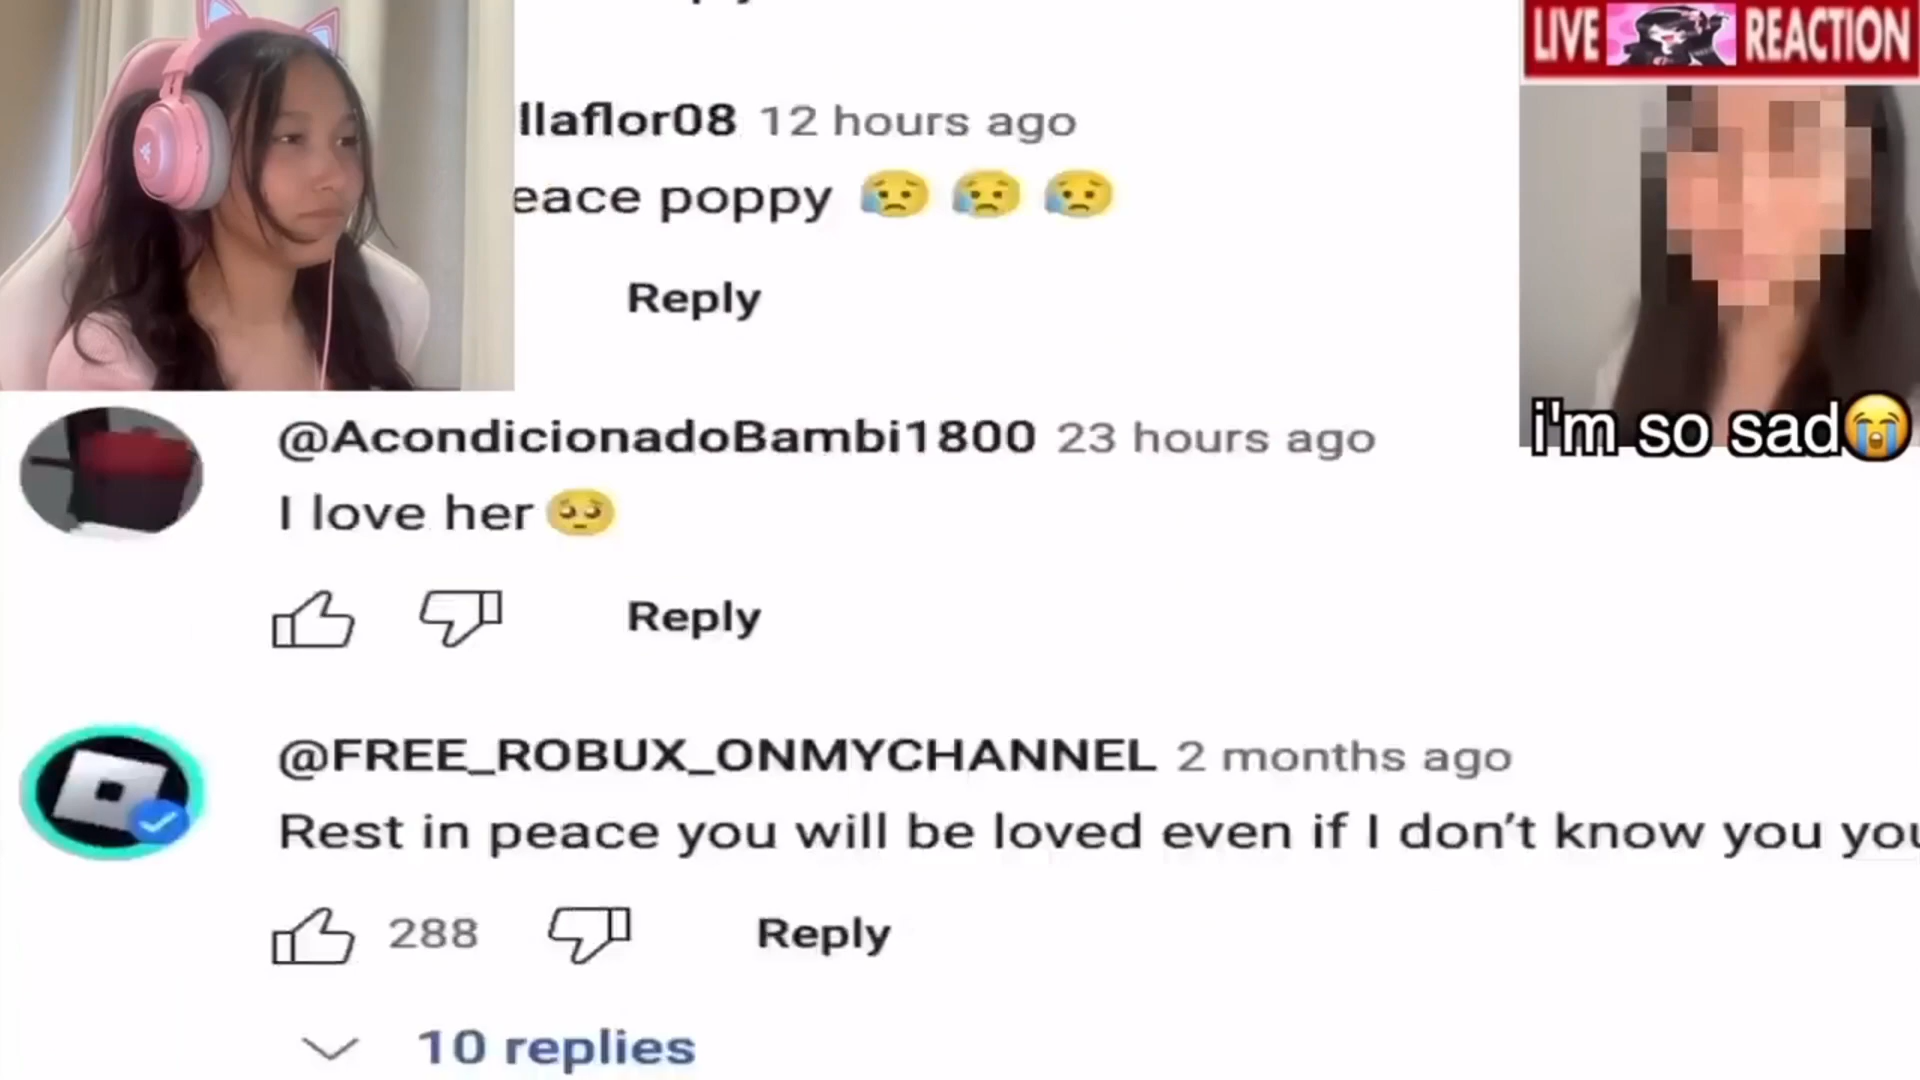 LIVE REACTION
llaflor08 12 hours ago
eace poppy 😥 😥 😥
Reply
i'm so sad😭
@AcondicionadoBambi1800 23 hours ago
I love her 🥺
Reply
@FREE_ROBUX_ONMYCHANNEL 2 months ago
Rest in peace you will be loved even if I don't know you you
288 Reply
10 replies